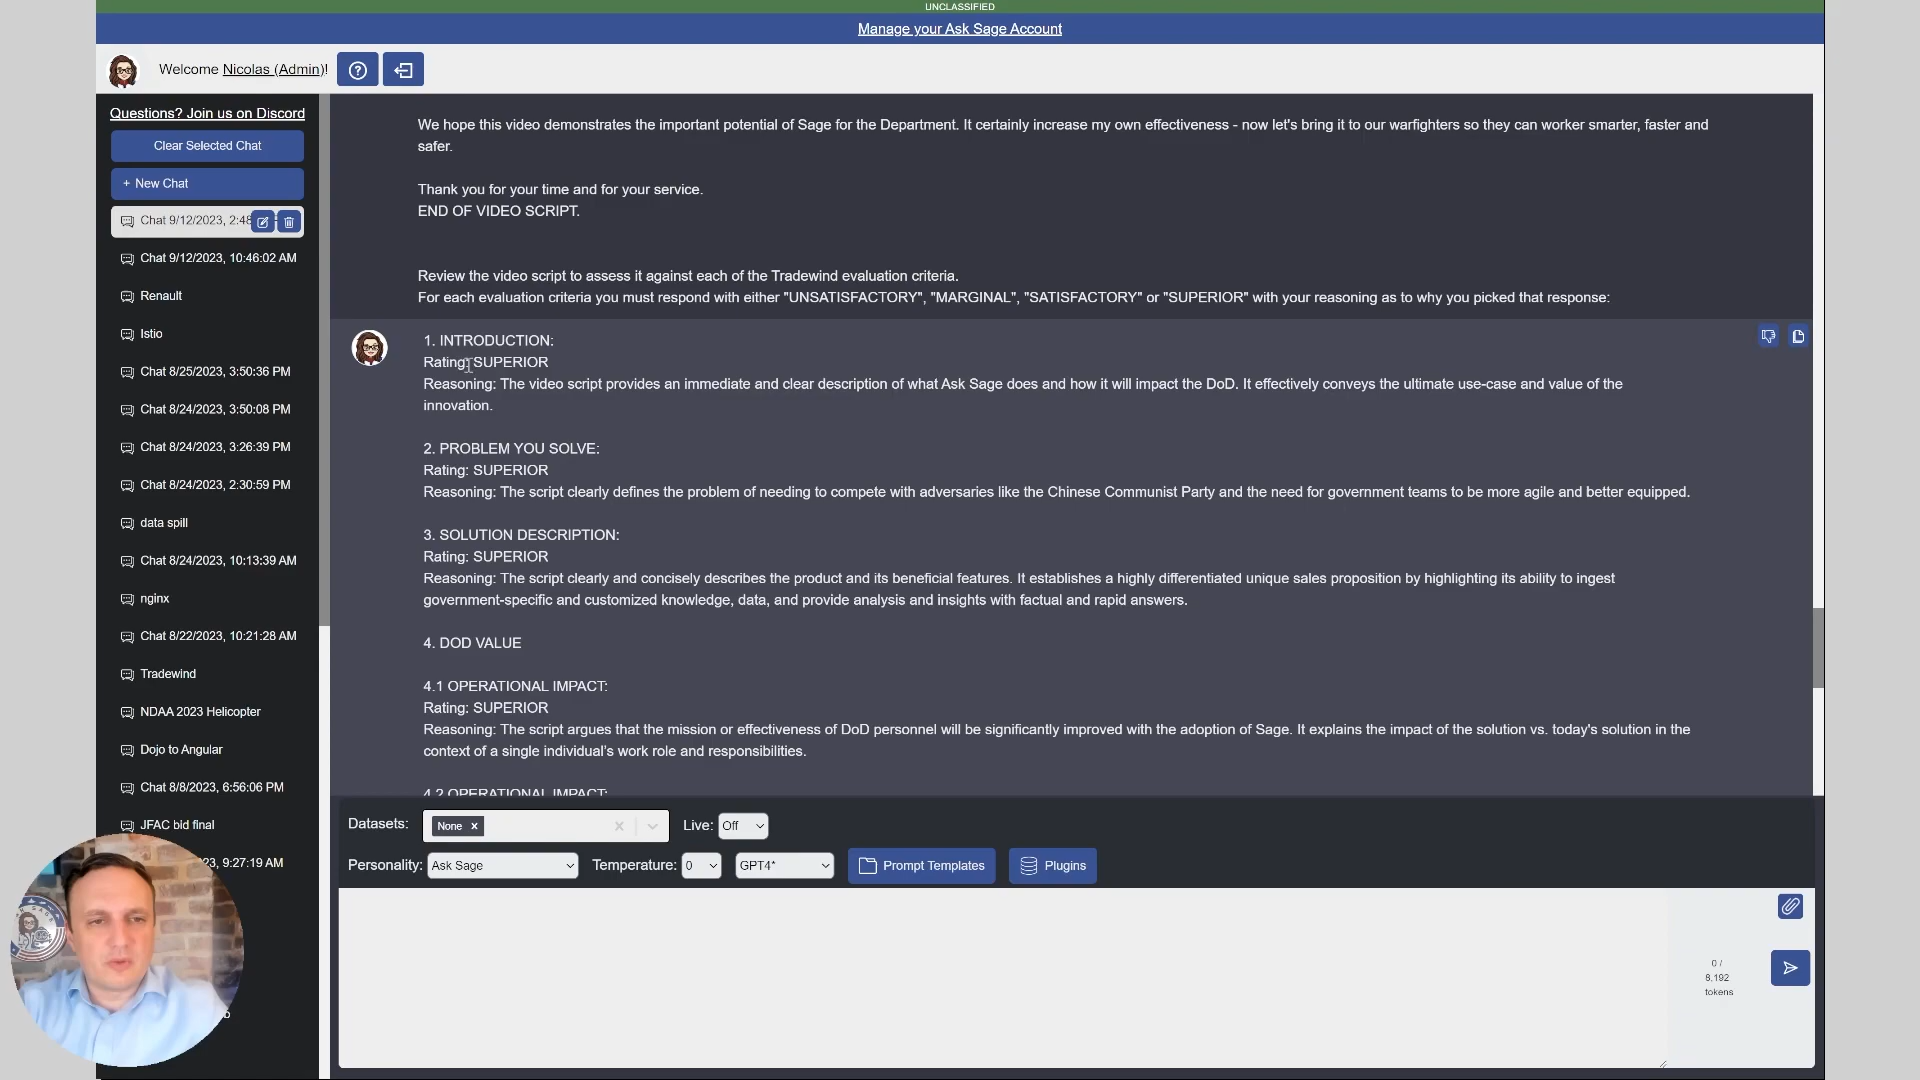 UNCLASSIFIED
Manage your Ask Sage Account
Welcome Nicolas (Admin)!
Questions? Join us on Discord
Clear Selected Chat
+ New Chat
Chat 9/12/2023, 2:48
Chat 9/12/2023, 10:46:02 AM
Renault
Istio
Chat 8/25/2023, 3:50:36 PM
Chat 8/24/2023, 3:50:08 PM
Chat 8/24/2023, 3:26:39 PM
Chat 8/24/2023, 2:30:59 PM
data spill
Chat 8/24/2023, 10:13:39 AM
nginx
Chat 8/22/2023, 10:21:28 AM
Tradewind
NDAA 2023 Helicopter
Dojo to Angular
Chat 8/8/2023, 6:56:06 PM
JFAC bid final
23, 9:27:19 AM
We hope this video demonstrates the important potential of Sage for the Department. It certainly increase my own effectiveness - now let's bring it to our warfighters so they can worker smarter, faster and
safer.
Thank you for your time and for your service.
END OF VIDEO SCRIPT.
Review the video script to assess it against each of the Tradewind evaluation criteria.
For each evaluation criteria you must respond with either "UNSATISFACTORY", "MARGINAL", "SATISFACTORY" or "SUPERIOR" with your reasoning as to why you picked that response:
1. INTRODUCTION:
Rating: SUPERIOR
Reasoning: The video script provides an immediate and clear description of what Ask Sage does and how it will impact the DoD. It effectively conveys the ultimate use-case and value of the
innovation.
2. PROBLEM YOU SOLVE:
Rating: SUPERIOR
Reasoning: The script clearly defines the problem of needing to compete with adversaries like the Chinese Communist Party and the need for government teams to be more agile and better equipped.
3. SOLUTION DESCRIPTION:
Rating: SUPERIOR
Reasoning: The script clearly and concisely describes the product and its beneficial features. It establishes a highly differentiated unique sales proposition by highlighting its ability to ingest
government-specific and customized knowledge, data, and provide analysis and insights with factual and rapid answers.
4. DOD VALUE
4.1 OPERATIONAL IMPACT:
Rating: SUPERIOR
Reasoning: The script argues that the mission or effectiveness of DoD personnel will be significantly improved with the adoption of Sage. It explains the impact of the solution vs. today's solution in the
context of a single individual's work role and responsibilities.
4.2 OPERATIONAL IMPACT:
Datasets: None × Live: Off
Personality: Ask Sage Temperature: 0 GPT4* Prompt Templates Plugins
0 /
8,192
tokens